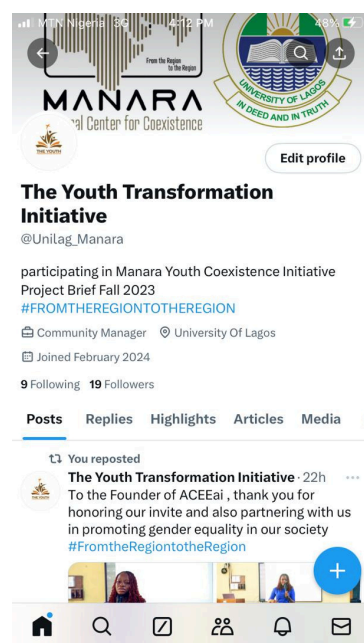 MTN Nigeria 3G 4:12 PM 48%
From the Region
to the Region
MANARA
al Center for Coexistence
UNIVERSITY OF LAGOS
IN DEED AND IN TRUTH
THE YOUTH
Edit profile
The Youth Transformation
Initiative
@Unilag_Manara
participating in Manara Youth Coexistence Initiative
Project Brief Fall 2023
#FROMTHEREGIONTOTHEREGION
Community Manager University Of Lagos
Joined February 2024
9 Following 19 Followers
Posts Replies Highlights Articles Media
You reposted
The Youth Transformation Initiative · 22h ...
To the Founder of ACEEai , thank you for
honoring our invite and also partnering with us
in promoting gender equality in our society
#FromtheRegiontotheRegion